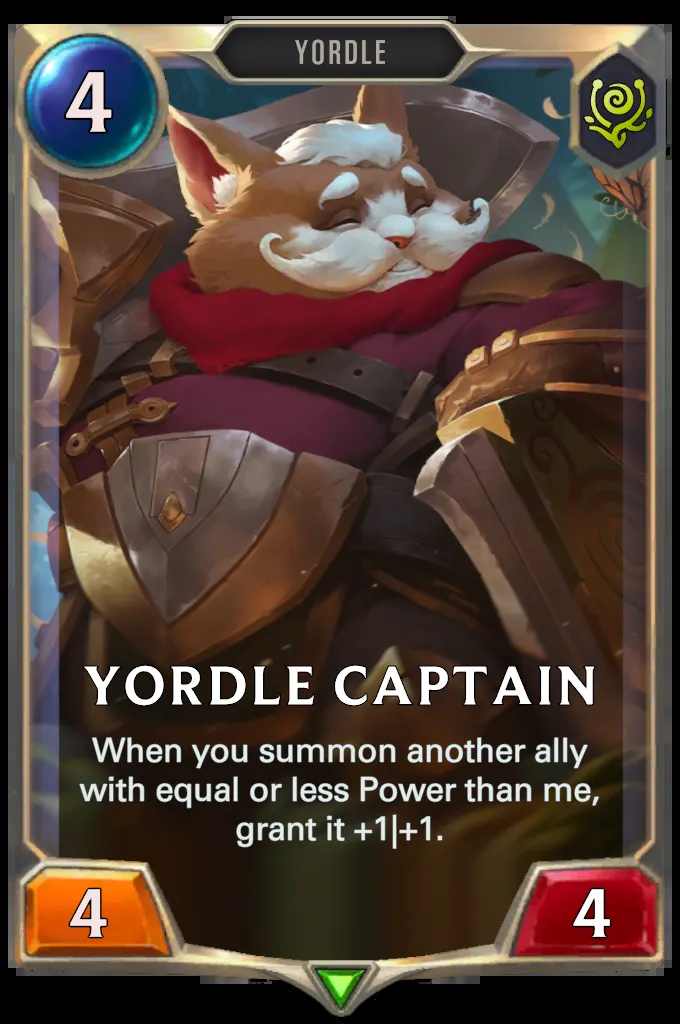 YORDLE
4
YORDLE CAPTAIN
When you summon another ally
with equal or less Power than me,
grant it +1|+1.
4
4